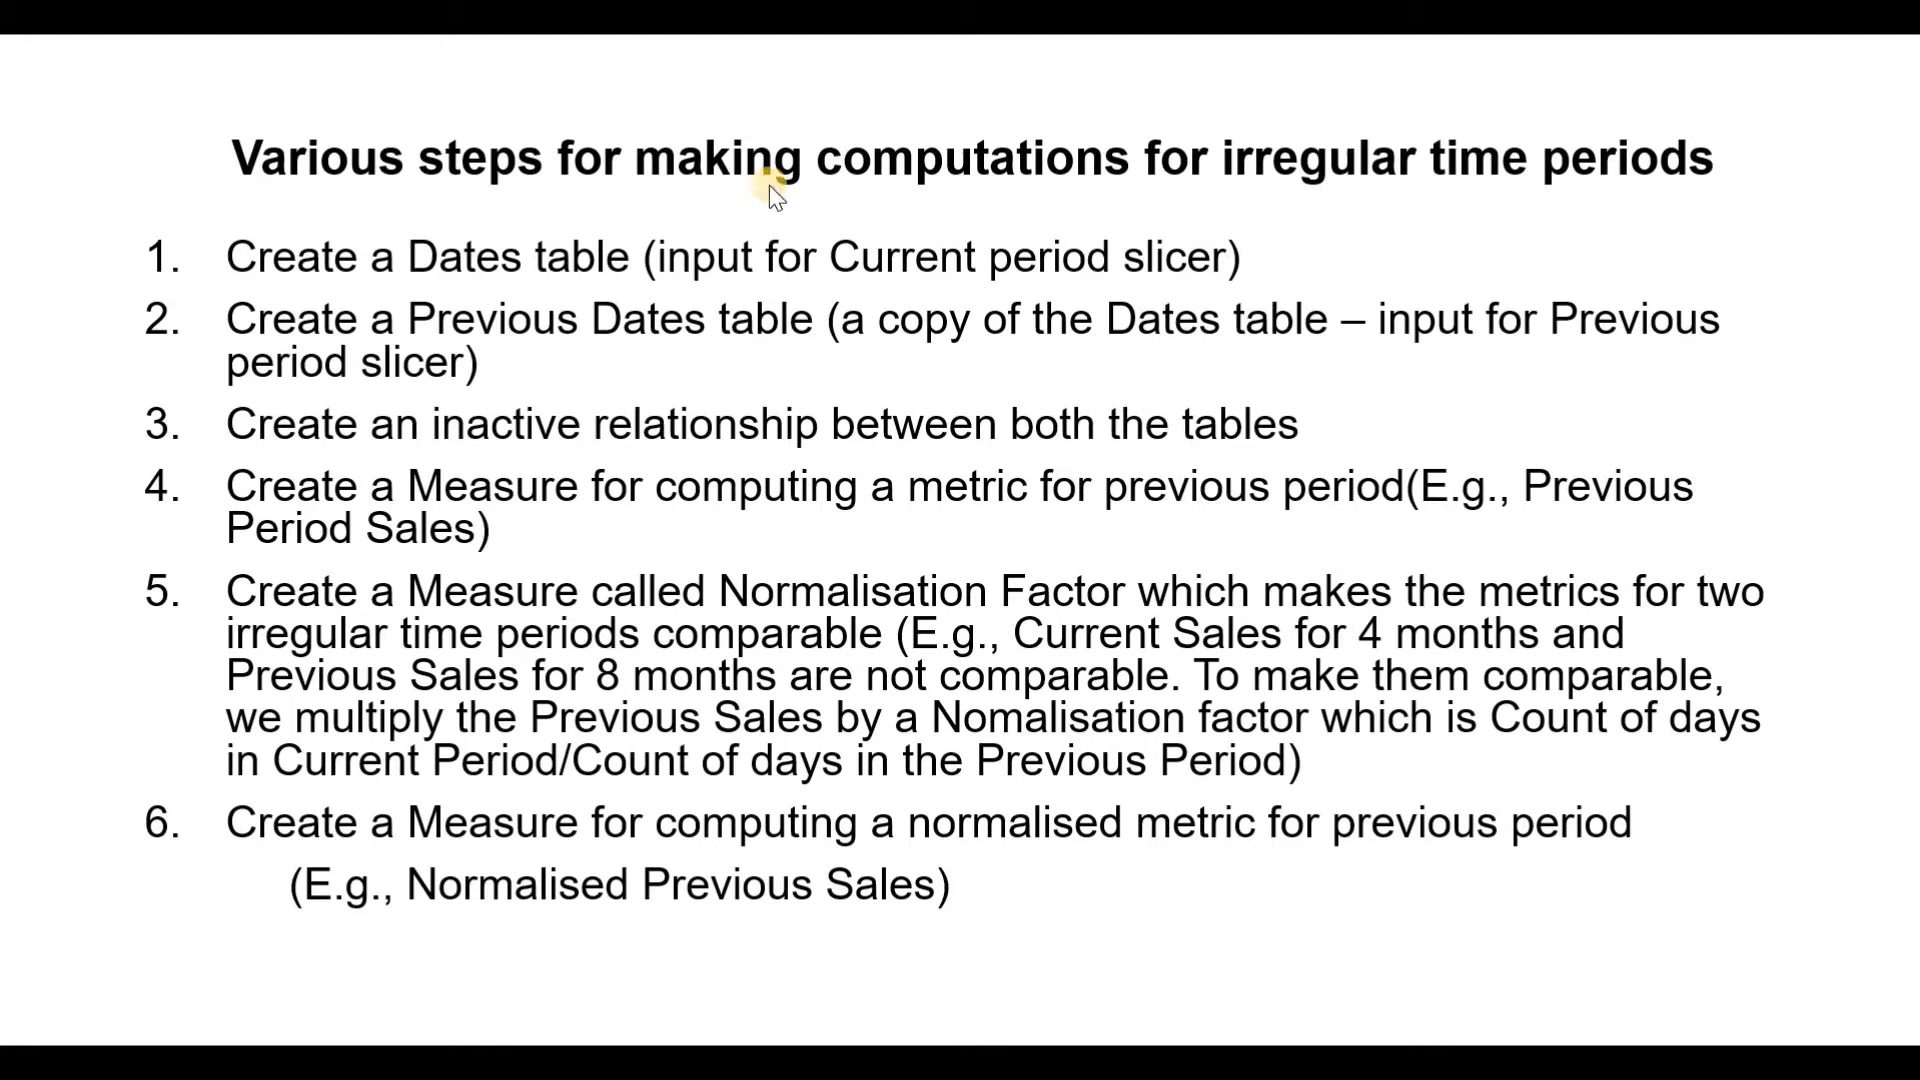 Various steps for making computations for irregular time periods
1. Create a Dates table (input for Current period slicer)
2. Create a Previous Dates table (a copy of the Dates table – input for Previous
period slicer)
3. Create an inactive relationship between both the tables
4. Create a Measure for computing a metric for previous period(E.g., Previous
Period Sales)
5. Create a Measure called Normalisation Factor which makes the metrics for two
irregular time periods comparable (E.g., Current Sales for 4 months and
Previous Sales for 8 months are not comparable. To make them comparable,
we multiply the Previous Sales by a Nomalisation factor which is Count of days
in Current Period/Count of days in the Previous Period)
6. Create a Measure for computing a normalised metric for previous period
(E.g., Normalised Previous Sales)